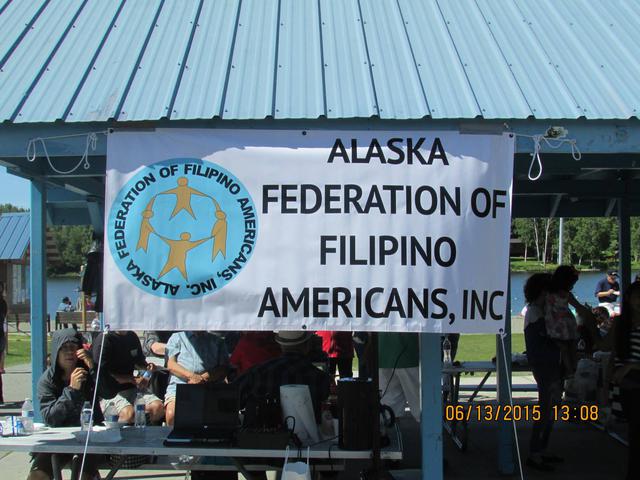 ALASKA
FEDERATION OF
FILIPINO
AMERICANS, INC
ALASKA FEDERATION OF FILIPINO AMERICANS, INC.
06/13/2015 13:08